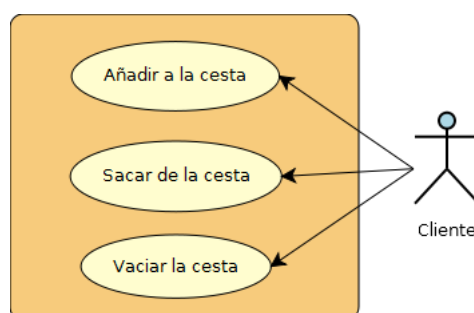 Añadir a la cesta
Sacar de la cesta
Cliente
Vaciar la cesta